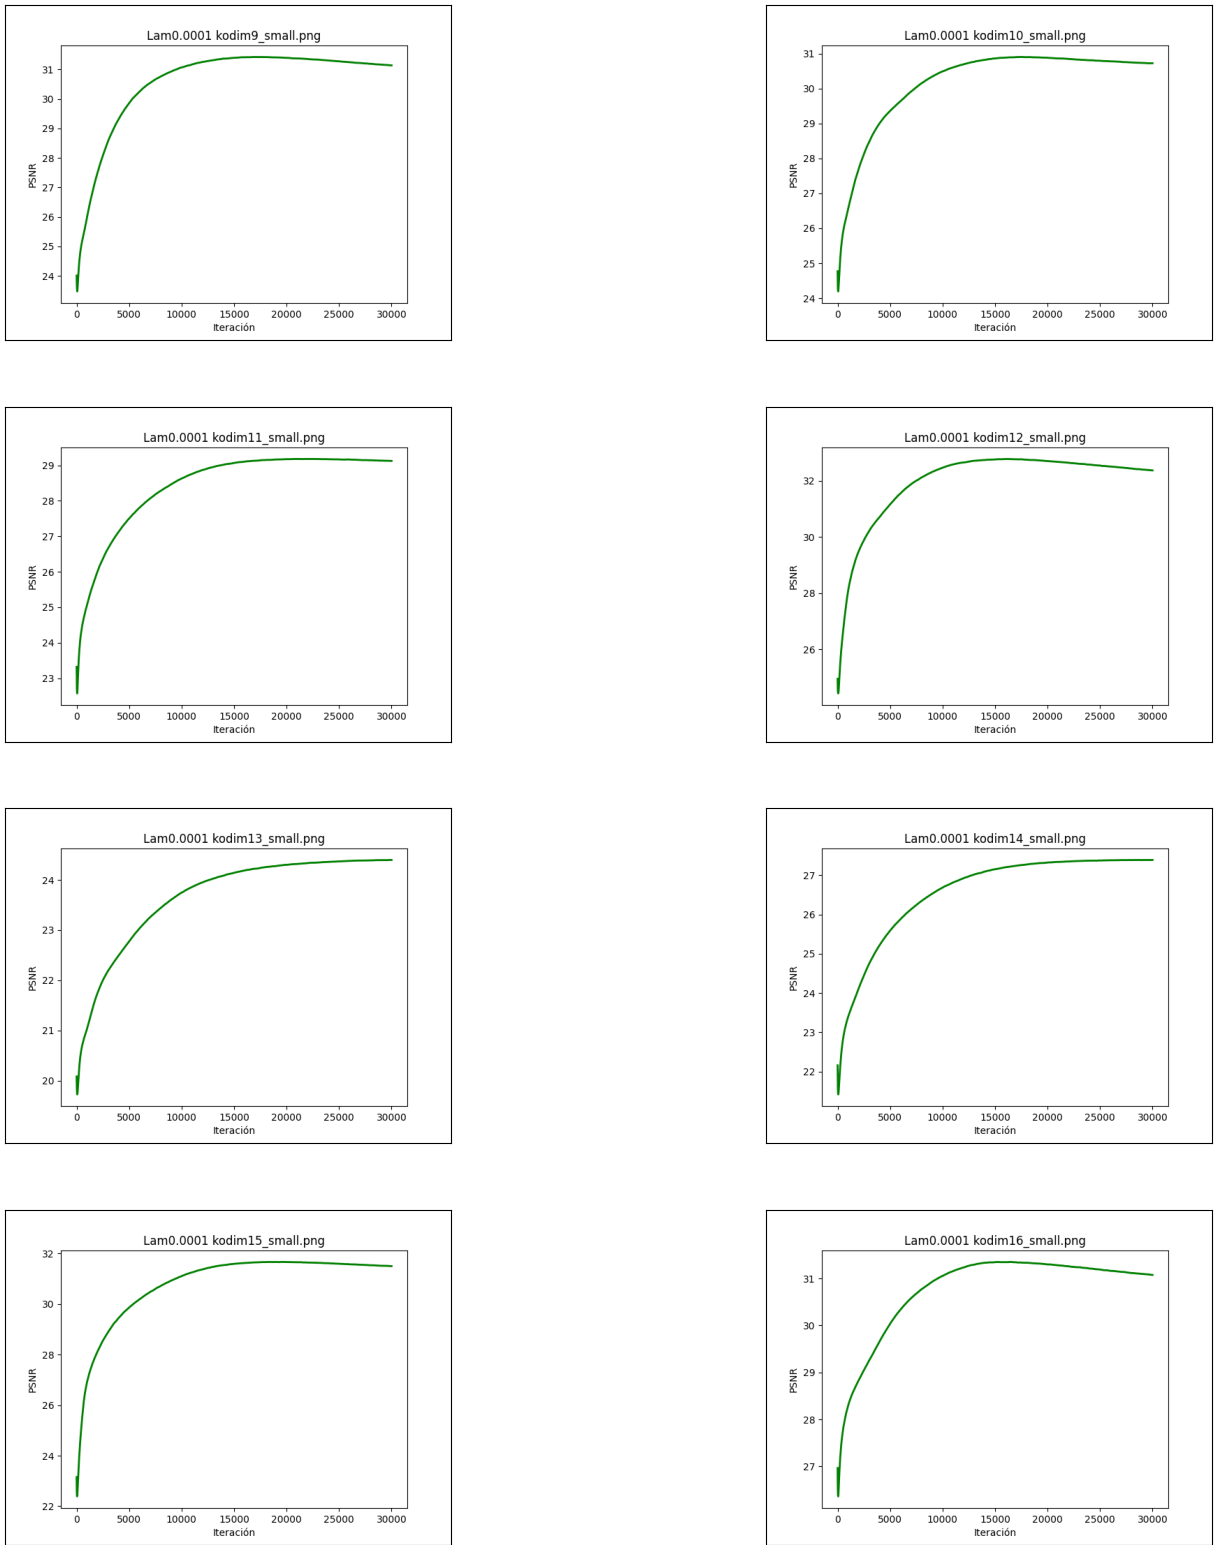 Lam0.0001 kodim9_small.png
31
30
29
28
27
26
25
24
PSNR
0 5000 10000 15000 20000 25000 30000
Iteración
Lam0.0001 kodim10_small.png
31
30
29
28
27
26
25
24
PSNR
0 5000 10000 15000 20000 25000 30000
Iteración
Lam0.0001 kodim11_small.png
29
28
27
26
25
24
23
PSNR
0 5000 10000 15000 20000 25000 30000
Iteración
Lam0.0001 kodim12_small.png
32
30
28
26
PSNR
0 5000 10000 15000 20000 25000 30000
Iteración
Lam0.0001 kodim13_small.png
24
23
22
21
20
PSNR
0 5000 10000 15000 20000 25000 30000
Iteración
Lam0.0001 kodim14_small.png
27
26
25
24
23
22
PSNR
0 5000 10000 15000 20000 25000 30000
Iteración
Lam0.0001 kodim15_small.png
32
30
28
26
24
22
PSNR
0 5000 10000 15000 20000 25000 30000
Iteración
Lam0.0001 kodim16_small.png
31
30
29
28
27
PSNR
0 5000 10000 15000 20000 25000 30000
Iteración